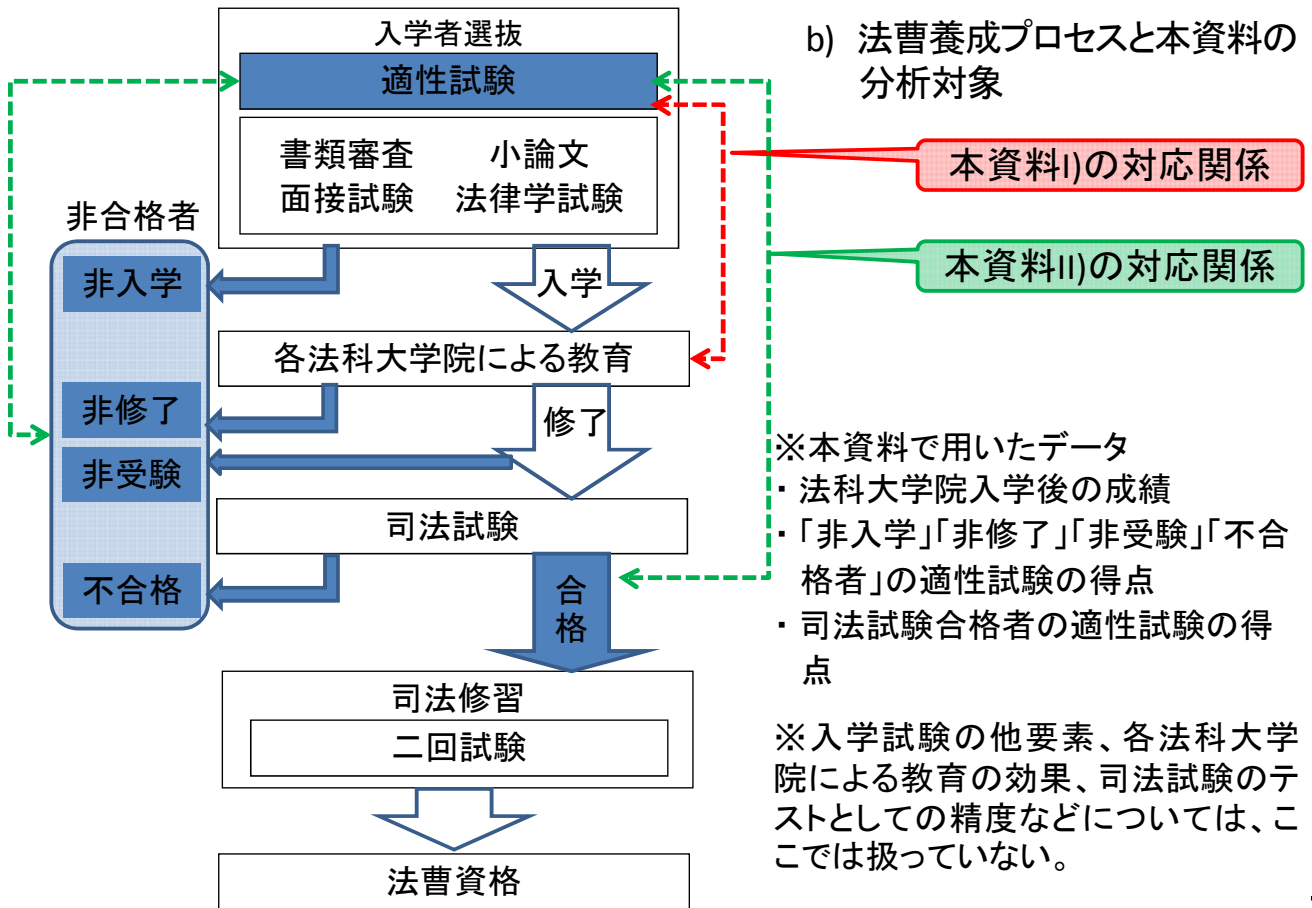 入学者選抜
適性試験
書類審査 小論文
面接試験 法律学試験
b) 法曹養成プロセスと本資料の
分析対象
本資料I)の対応関係
本資料II)の対応関係
非合格者
非入学
入学
各法科大学院による教育
非修了
修了
非受験
司法試験
不合格
合
格
司法修習
二回試験
法曹資格
※本資料で用いたデータ
・ 法科大学院入学後の成績
・「非入学」「非修了」「非受験」「不合
格者」の適性試験の得点
・ 司法試験合格者の適性試験の得
点
※入学試験の他要素、各法科大学
院による教育の効果、司法試験のテ
ストとしての精度などについては、こ
こでは扱っていない。